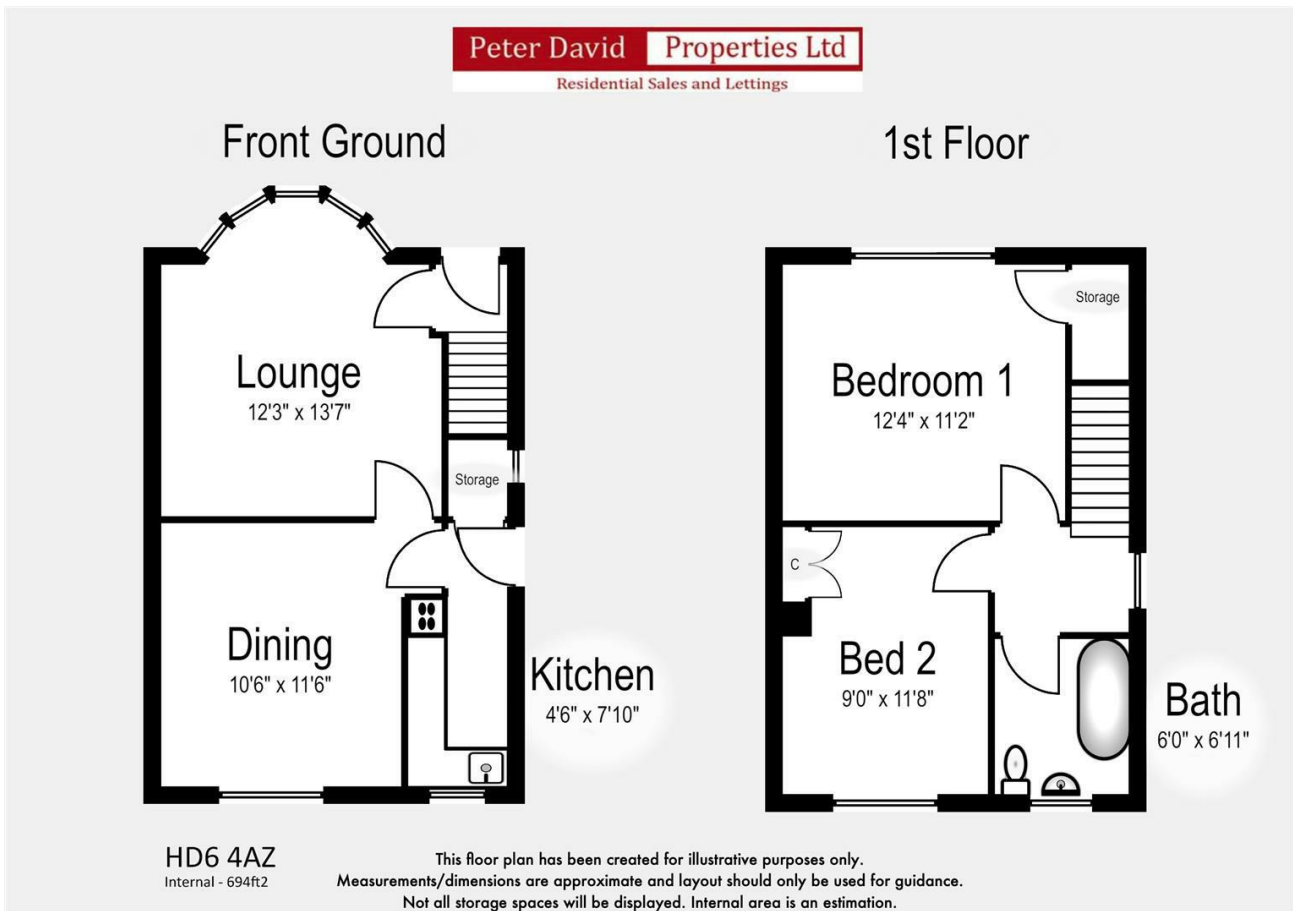 Peter David Properties Ltd
Residential Sales and Lettings
Front Ground
1st Floor
Lounge
12'3" x 13'7"
Storage
Dining
10'6" x 11'6"
Kitchen
4'6" x 7'10"
Storage
Bedroom 1
12'4" x 11'2"
C
Bed 2
9'0" x 11'8"
Bath
6'0" x 6'11"
HD6 4AZ
Internal - 694ft2
This floor plan has been created for illustrative purposes only.
Measurements/dimensions are approximate and layout should only be used for guidance.
Not all storage spaces will be displayed. Internal area is an estimation.